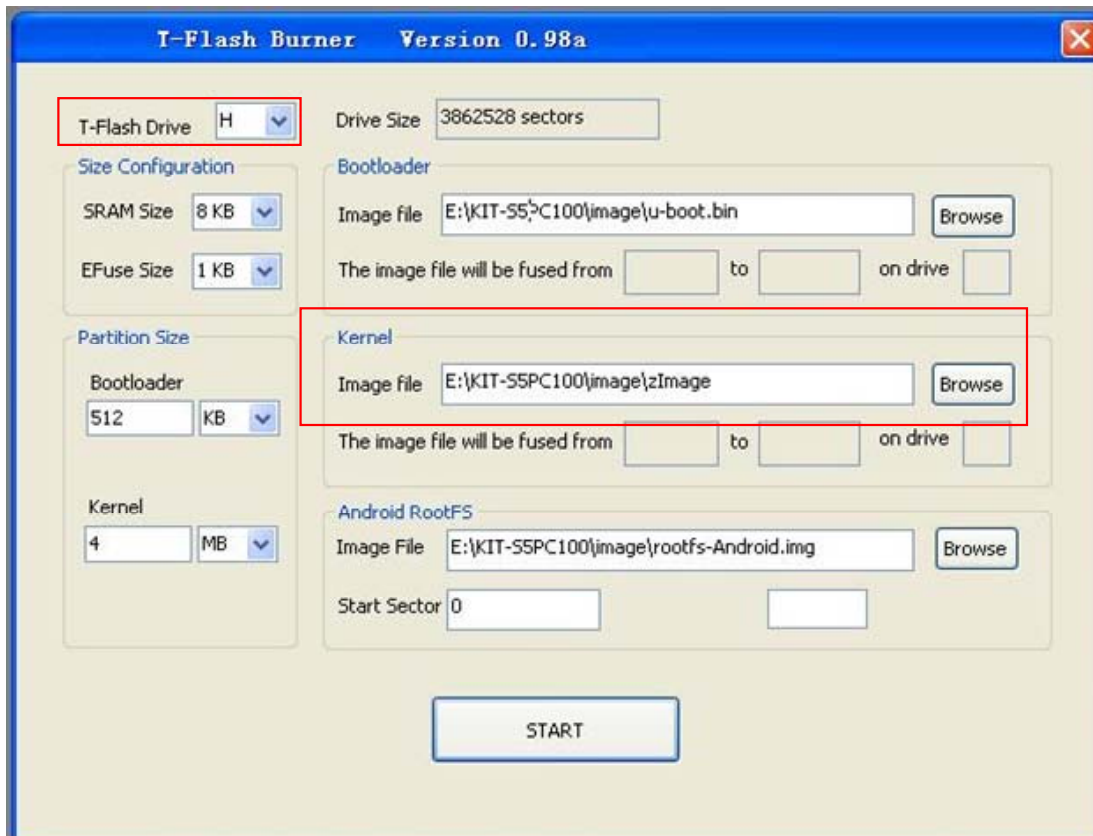 T-Flash Burner Version 0.98a
T-Flash Drive H Drive Size 3862528 sectors
Size Configuration
SRAM Size 8 KB
EFuse Size 1 KB
Bootloader
Image file E:\KIT-S5PC100\image\u-boot.bin Browse
The image file will be fused from to on drive
Partition Size
Bootloader
512 KB
Kernel
4 MB
Kernel
Image file E:\KIT-S5PC100\image\zImage Browse
The image file will be fused from to on drive
Android RootFS
Image File E:\KIT-S5PC100\image\rootfs-Android.img Browse
Start Sector 0
START